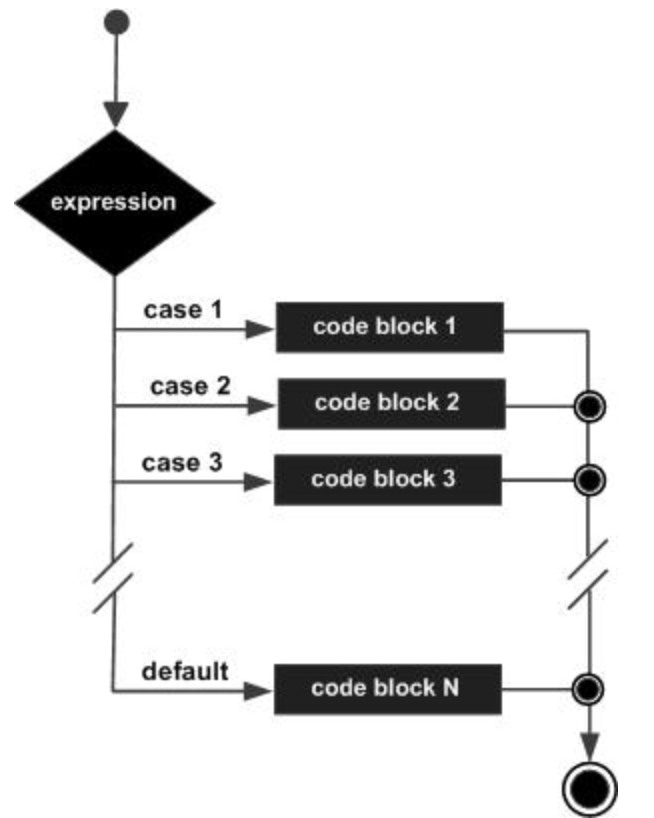 expression
case 1
code block 1
case 2
code block 2
case 3
code block 3
default
code block N